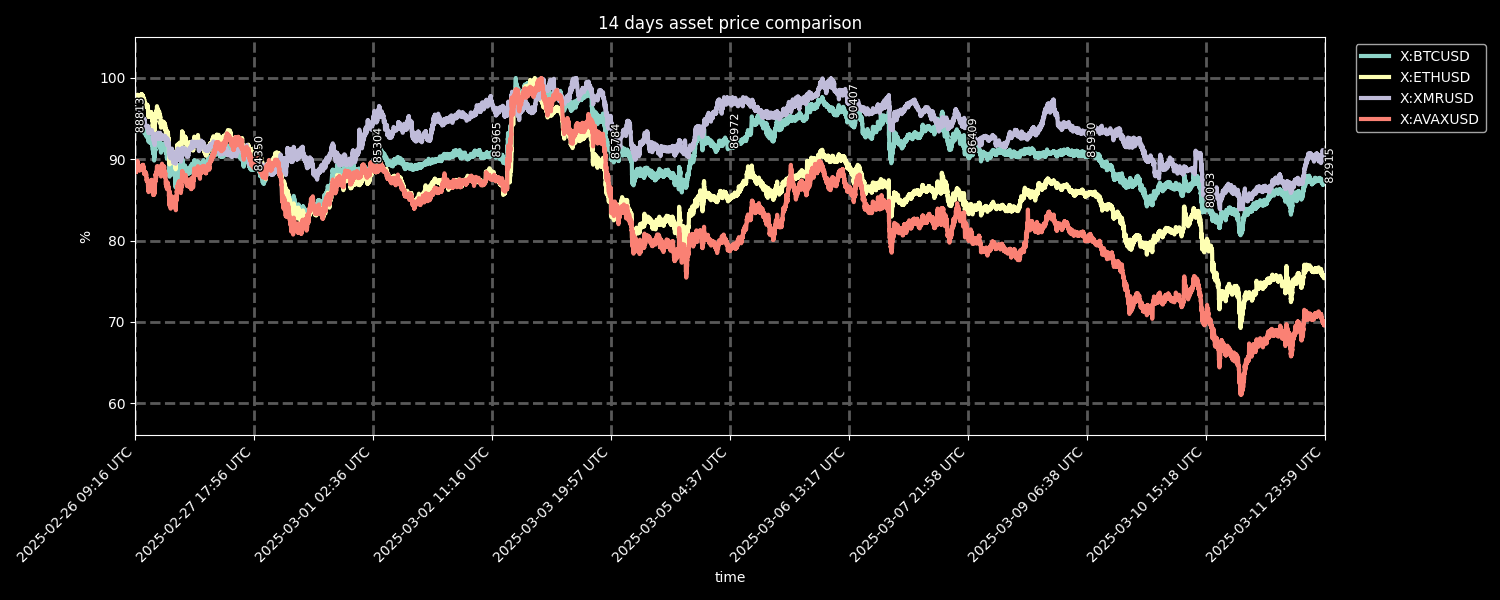 14 days asset price comparison
X:BTCUSD
X:ETHUSD
X:XMRUSD
X:AVAXUSD
100
90
80
70
60
%
88813
84350
85304
85965
85784
86972
90407
86409
85930
80053
82915
2025-02-26 09:16 UTC
2025-02-27 17:56 UTC
2025-03-01 02:36 UTC
2025-03-02 11:16 UTC
2025-03-03 19:57 UTC
2025-03-05 04:37 UTC
2025-03-06 13:17 UTC
2025-03-07 21:58 UTC
2025-03-09 06:38 UTC
2025-03-10 15:18 UTC
2025-03-11 23:59 UTC
time